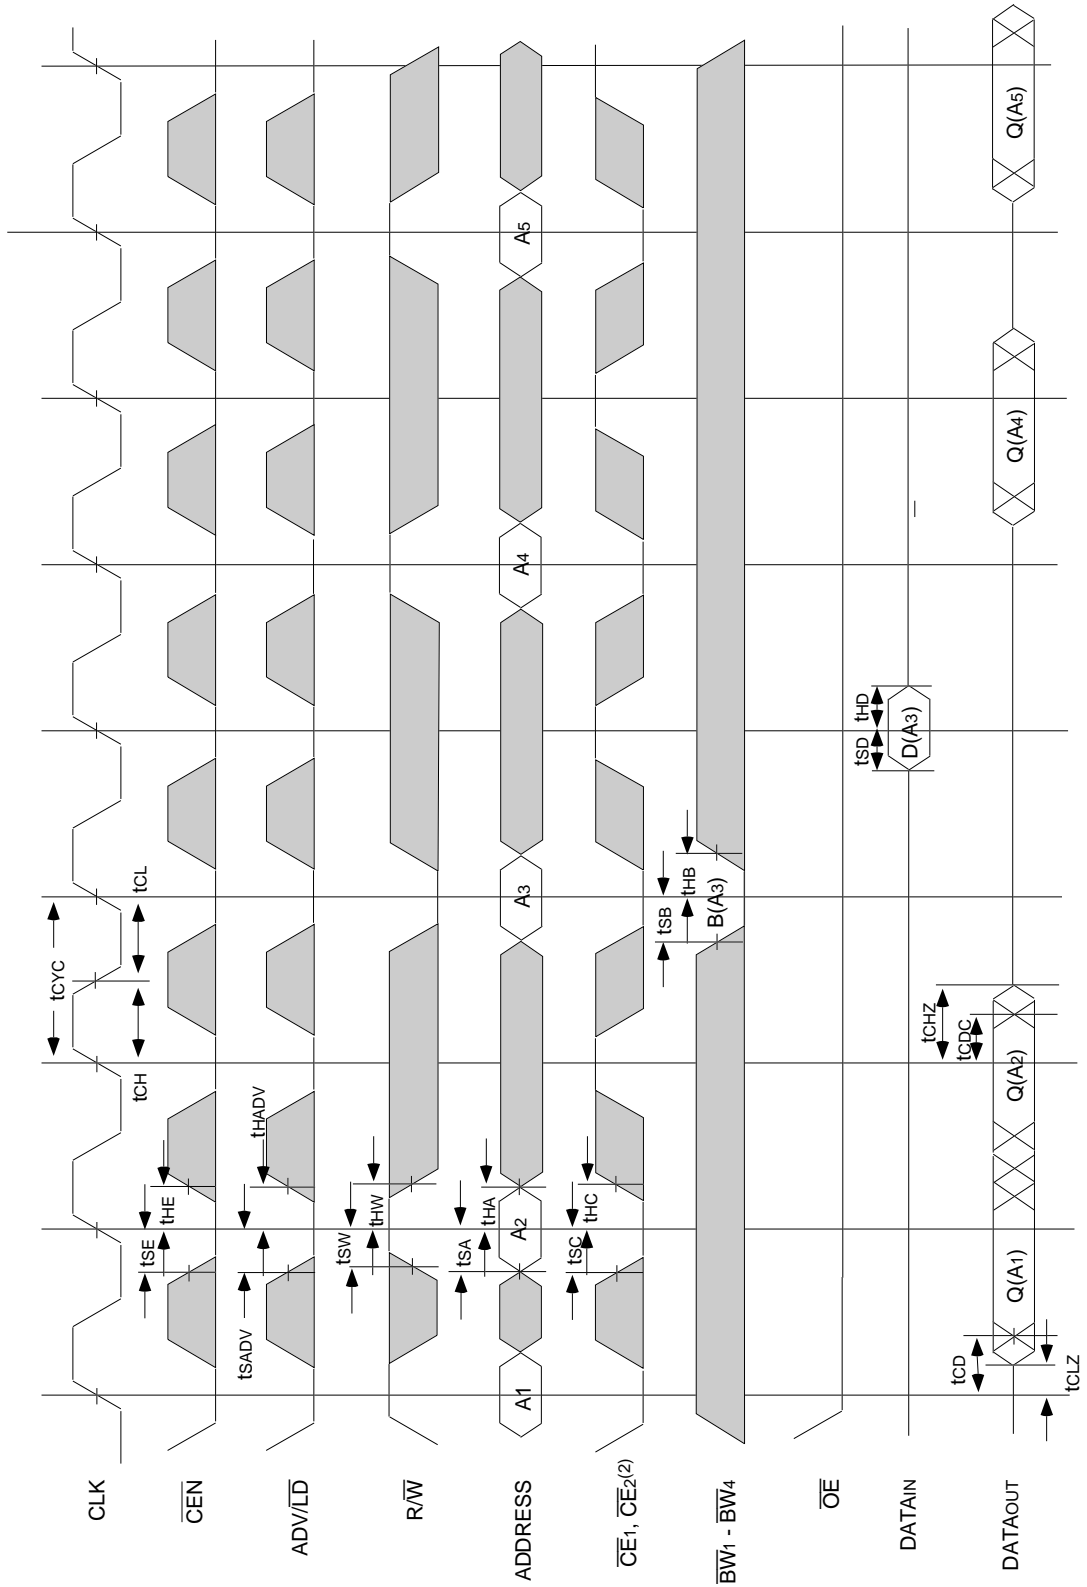 CLK
tCYC
tCH
tCL
CEN
tSE
tHE
ADV/LD
tSADV
tHADV
R/W
tSW
tHW
ADDRESS
tSA
tHA
A1
A2
A3
A4
A5
CE1, CE2(2)
tSC
tHC
BW1 - BW4
tSB
tHB
B(A3)
OE
DATAIN
tSD
tHD
D(A3)
DATAOUT
tCD
tCLZ
tCHZ
tCDC
Q(A1)
Q(A2)
Q(A4)
Q(A5)